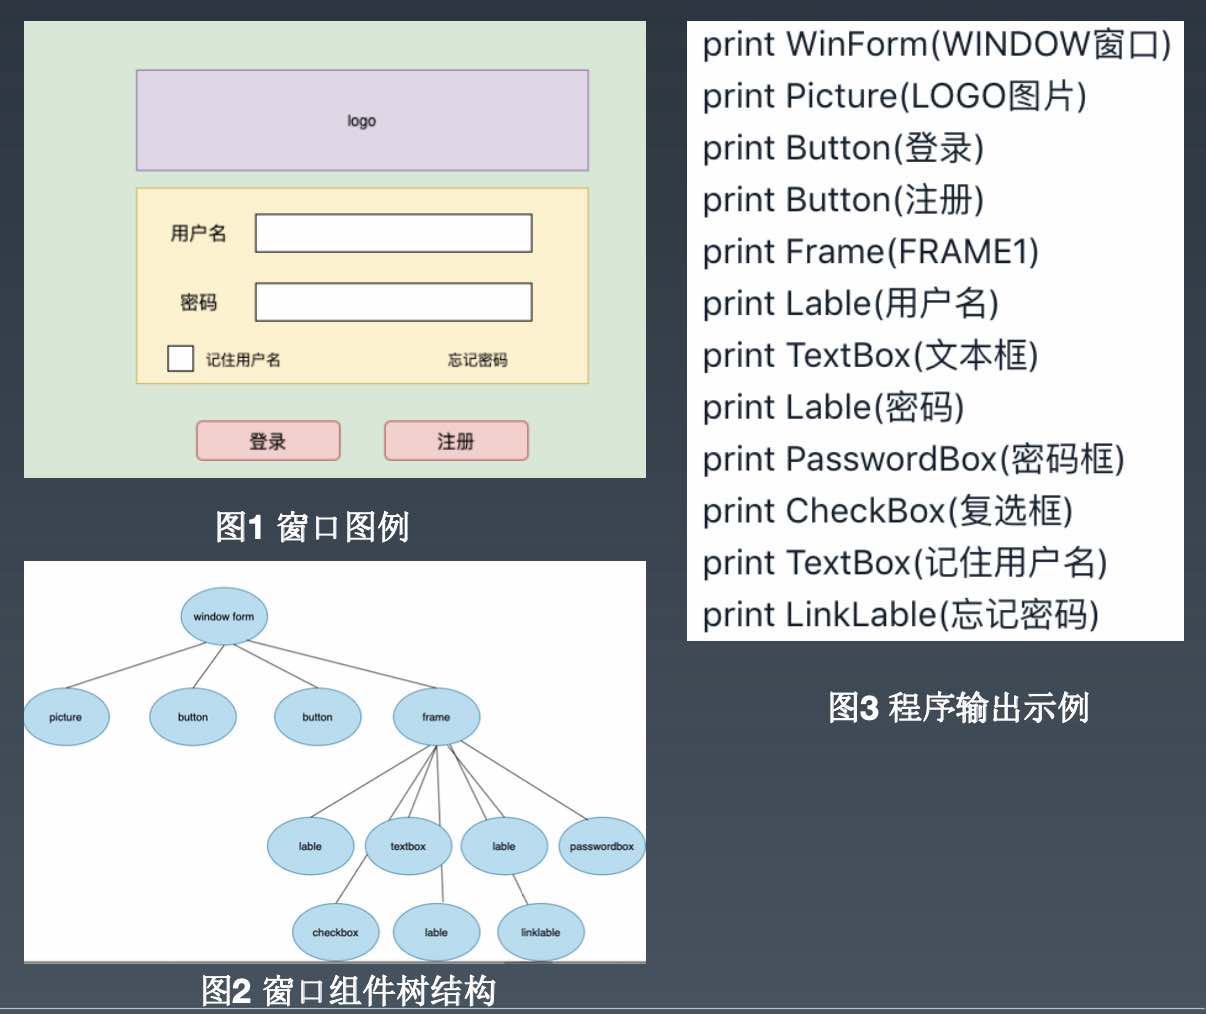 logo
用户名
密码
记住用户名 忘记密码
登录 注册
图1 窗口图例
window form
picture button button frame
lable textbox lable passwordbox
checkbox lable linklable
图2 窗口组件树结构
print WinForm(WINDOW窗口)
print Picture(LOGO图片)
print Button(登录)
print Button(注册)
print Frame(FRAME1)
print Lable(用户名)
print TextBox(文本框)
print Lable(密码)
print PasswordBox(密码框)
print CheckBox(复选框)
print TextBox(记住用户名)
print LinkLable(忘记密码)
图3 程序输出示例